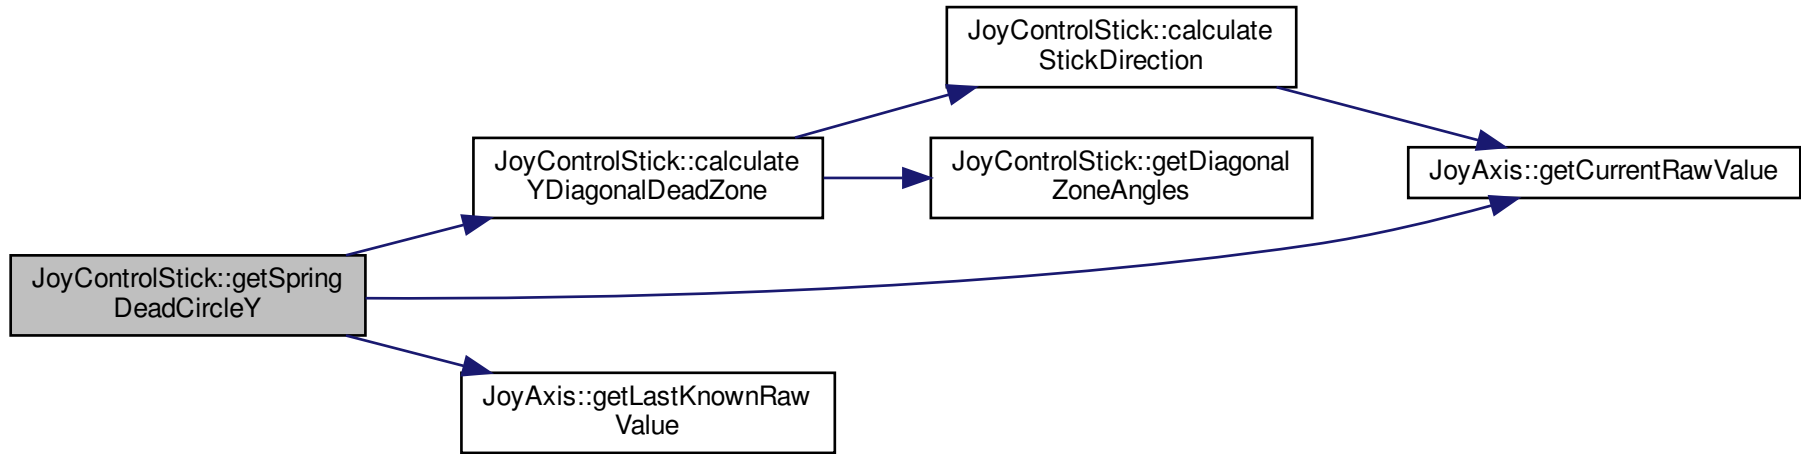 JoyControlStick::calculate
StickDirection
JoyControlStick::calculate
YDiagonalDeadZone
JoyControlStick::getDiagonal
ZoneAngles
JoyAxis::getCurrentRawValue
JoyControlStick::getSpring
DeadCircleY
JoyAxis::getLastKnownRaw
Value